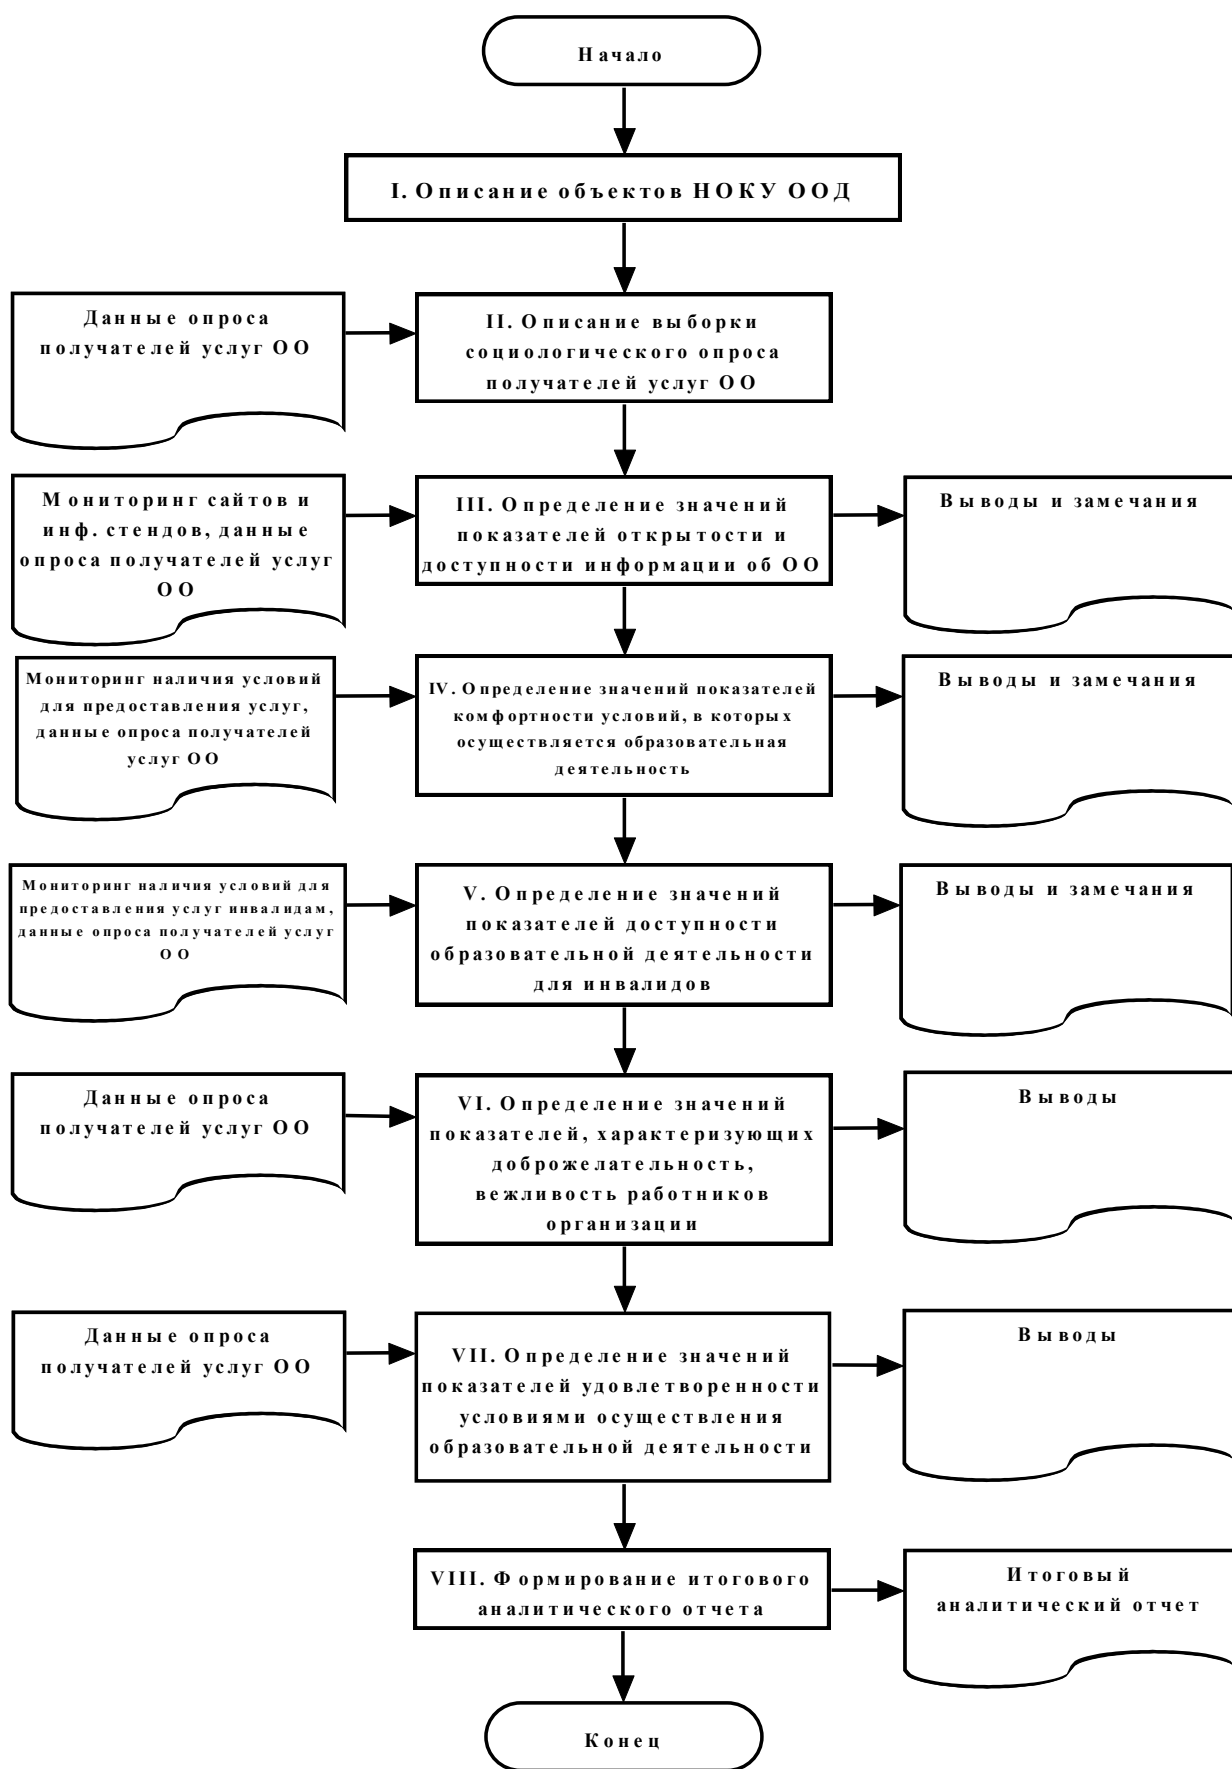 Начало
I. Описание объектов НОКУ ООД
Данные опроса
получателей услуг ОО
II. Описание выборки
социологического опроса
получателей услуг ОО
Мониторинг сайтов и
инф. стендов, данные
опроса получателей услуг
ОО
III. Определение значений
показателей открытости и
доступности информации об ОО
Выводы и замечания
Мониторинг наличия условий
для предоставления услуг,
данные опроса получателей
услуг ОО
IV. Определение значений показателей
комфортности условий, в которых
осуществляется образовательная
деятельность
Выводы и замечания
Мониторинг наличия условий для
предоставления услуг инвалидам,
данные опроса получателей услуг
ОО
V. Определение значений
показателей доступности
образовательной деятельности
для инвалидов
Выводы и замечания
Данные опроса
получателей услуг ОО
VI. Определение значений
показателей, характеризующих
доброжелательность,
вежливость работников
организации
Выводы
Данные опроса
получателей услуг ОО
VII. Определение значений
показателей удовлетворенности
условиями осуществления
образовательной деятельности
Выводы
VIII. Формирование итогового
аналитического отчета
Итоговый
аналитический отчет
Конец